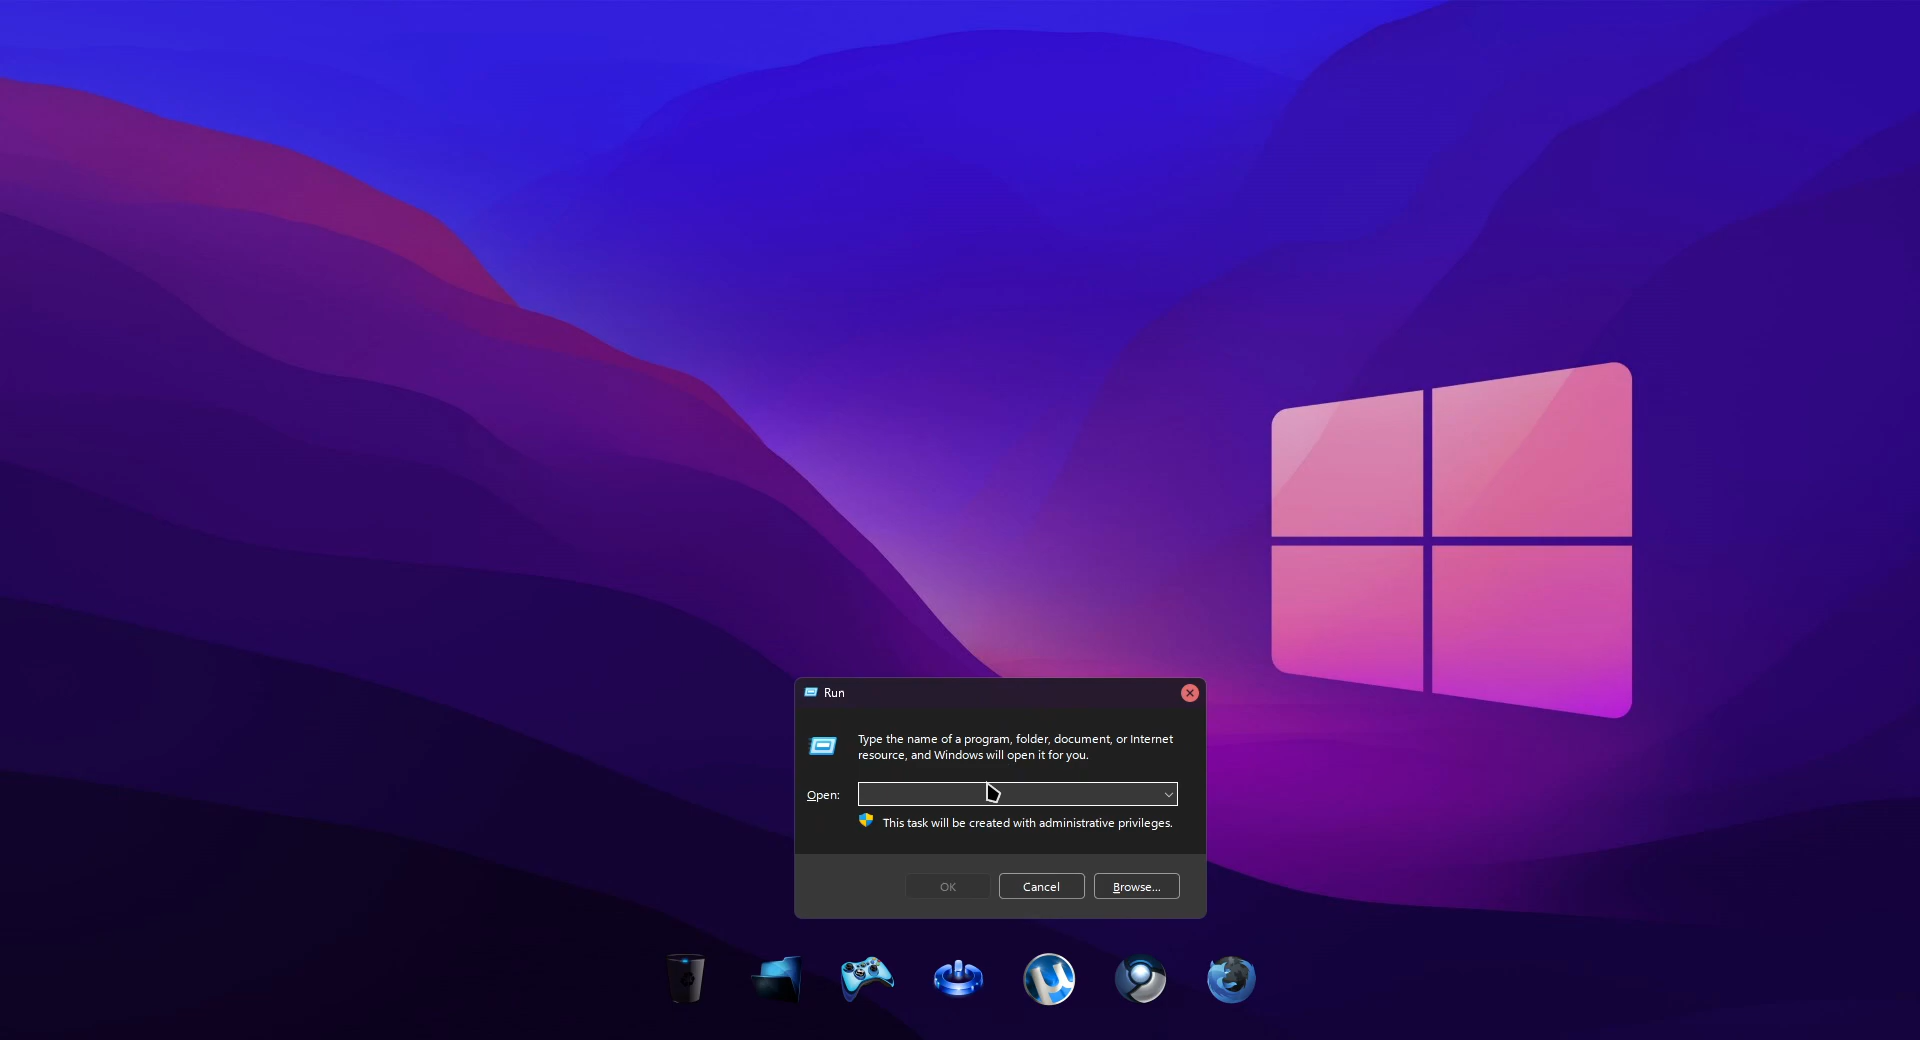 Run
Type the name of a program, folder, document, or Internet
resource, and Windows will open it for you.
Open:
This task will be created with administrative privileges.
OK
Cancel
Browse...